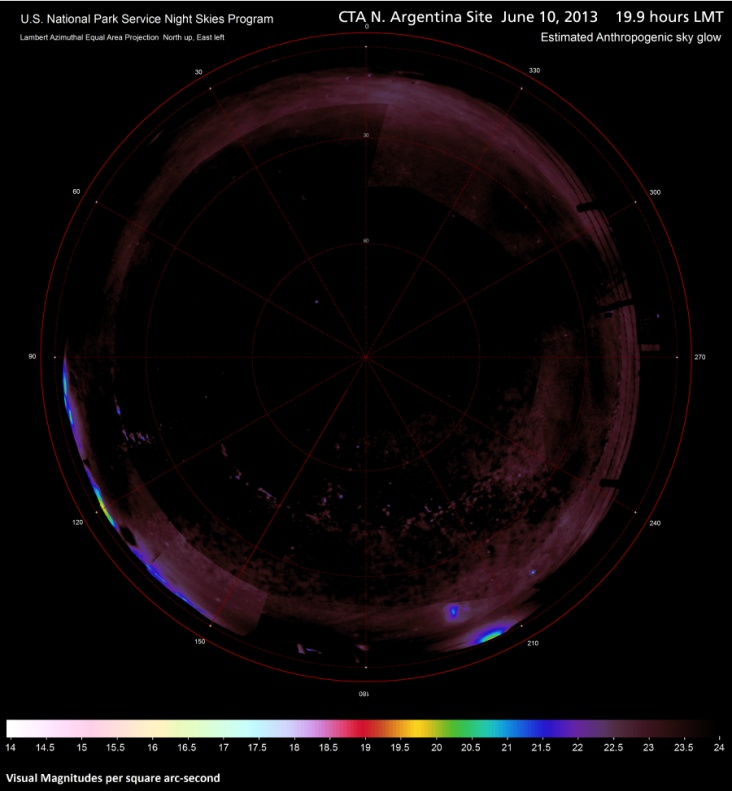 U.S. National Park Service Night Skies Program
CTA N. Argentina Site June 10, 2013 19.9 hours LMT
Lambert Azimuthal Equal Area Projection North up, East left
Estimated Anthropogenic sky glow
0
30
330
30
60
300
60
90
270
120
240
150
210
180
14 14.5 15 15.5 16 16.5 17 17.5 18 18.5 19 19.5 20 20.5 21 21.5 22 22.5 23 23.5 24
Visual Magnitudes per square arc-second